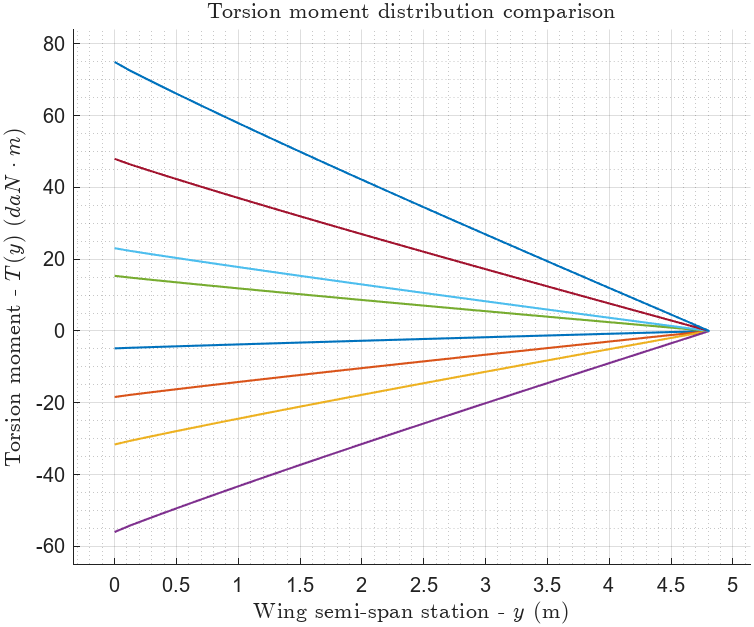 Torsion moment distribution comparison
80
60
40
20
0
-20
-40
-60
Torsion moment - T(y) (daN · m)
0 0.5 1 1.5 2 2.5 3 3.5 4 4.5 5
Wing semi-span station - y (m)